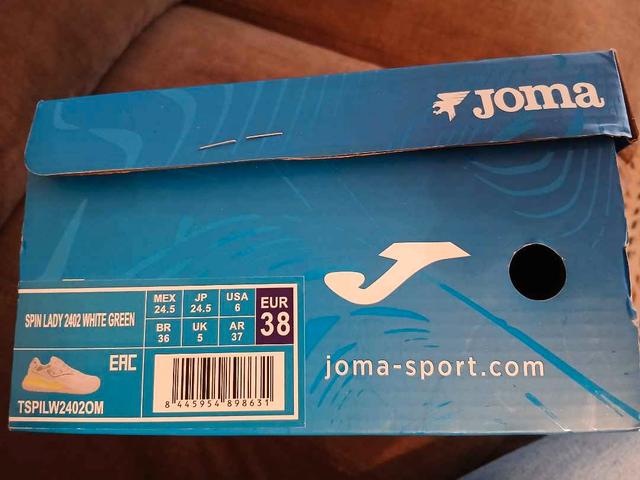 Joma
SPIN LADY 2402 WHITE GREEN
MEX 24.5
JP 24.5
USA 6
EUR 38
BR 36
UK 5
AR 37
EAC
TSPILW2402OM
8 445954 898631
joma-sport.com